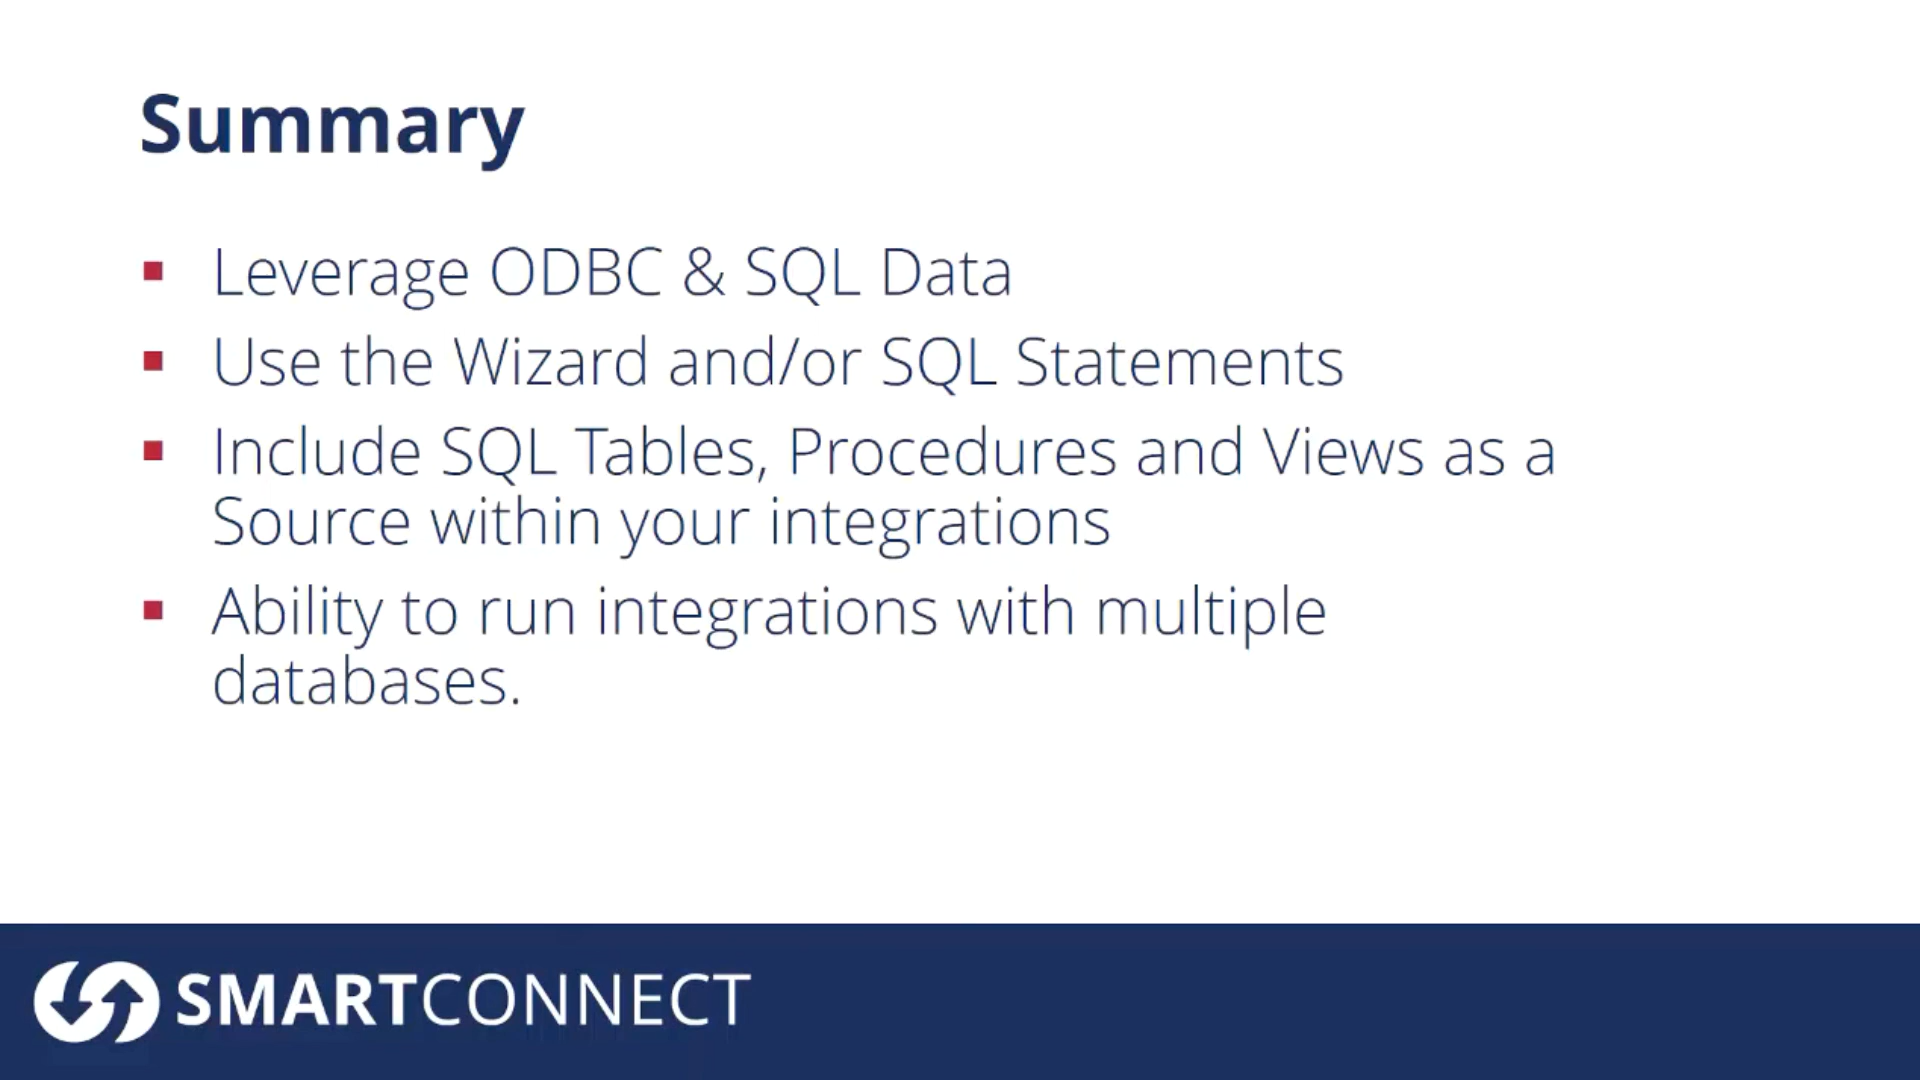 Summary
▪ Leverage ODBC & SQL Data
▪ Use the Wizard and/or SQL Statements
▪ Include SQL Tables, Procedures and Views as a
Source within your integrations
▪ Ability to run integrations with multiple
databases.
SMARTCONNECT